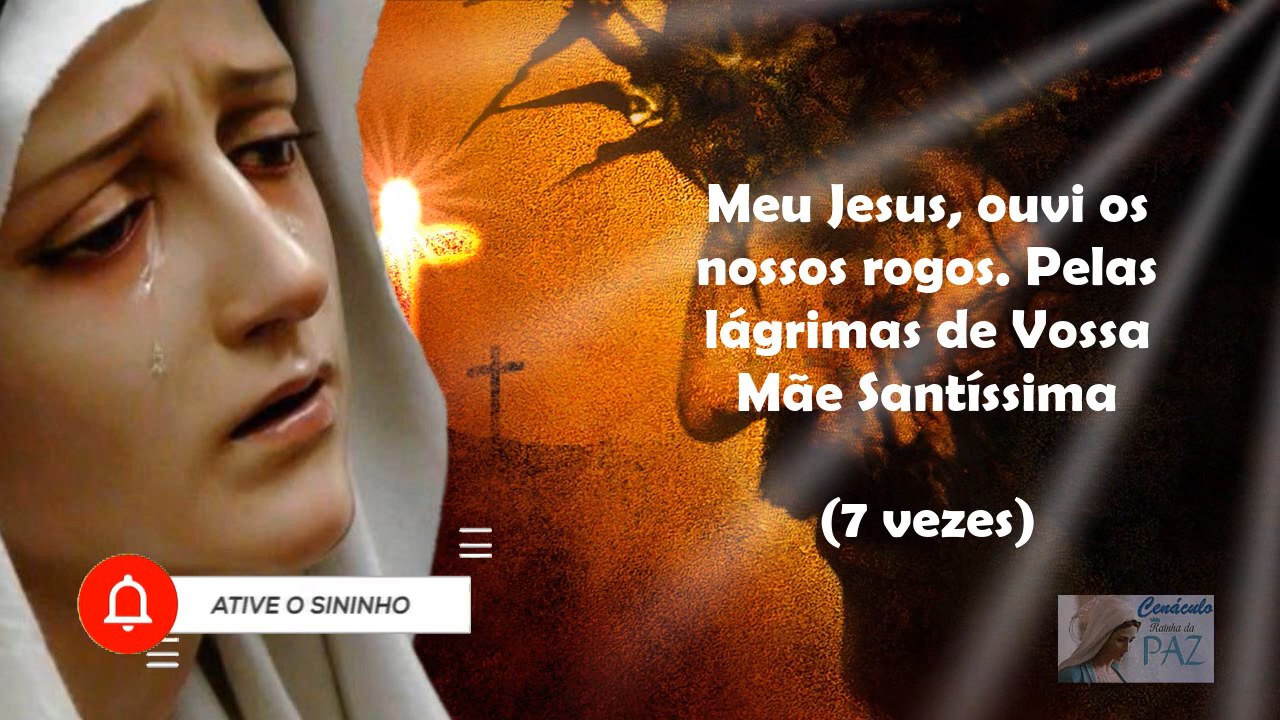 Meu Jesus, ouvi os
nossos rogos. Pelas
lágrimas de Vossa
Mãe Santíssima
(7 vezes)
ATIVE O SININHO
Cenáculo
Rainha da
PAZ